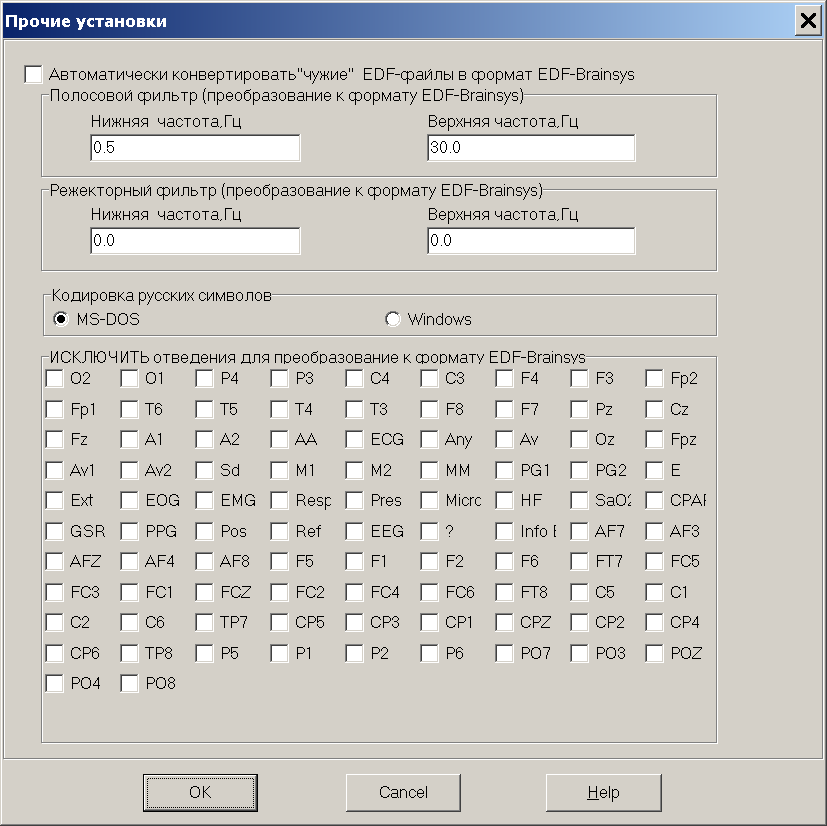 Прочие установки
Автоматически конвертировать"чужие" EDF-файлы в формат EDF-Brainsys
Полосовой фильтр (преобразование к формату EDF-Brainsys)
Нижняя частота,Гц Верхняя частота,Гц
0.5 30.0
Режекторный фильтр (преобразование к формату EDF-Brainsys)
Нижняя частота,Гц Верхняя частота,Гц
0.0 0.0
Кодировка русских символов
MS-DOS Windows
ИСКЛЮЧИТЬ отведения для преобразование к формату EDF-Brainsys
O2 O1 P4 P3 C4 C3 F4 F3 Fp2
Fp1 T6 T5 T4 T3 F8 F7 Pz Cz
Fz A1 A2 AA ECG Any Av Oz Fpz
Av1 Av2 Sd M1 M2 MM PG1 PG2 E
Ext EOG EMG Resp Pres Micro HF SaO2 CPAP
GSR PPG Pos Ref EEG ? Info AF7 AF3
AFZ AF4 AF8 F5 F1 F2 F6 FT7 FC5
FC3 FC1 FCZ FC2 FC4 FC6 FT8 C5 C1
C2 C6 TP7 CP5 CP3 CP1 CPZ CP2 CP4
CP6 TP8 P5 P1 P2 P6 PO7 PO3 POZ
PO4 PO8
OK Cancel Help